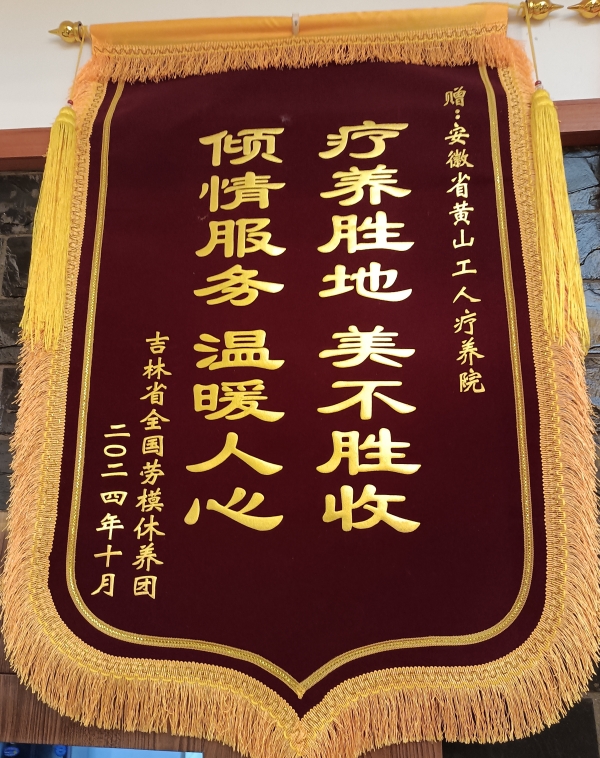 赠:安徽省黄山工人疗养院
疗养胜地 美不胜收
倾情服务 温暖人心
吉林省全国劳模休养团
二〇二四年十月